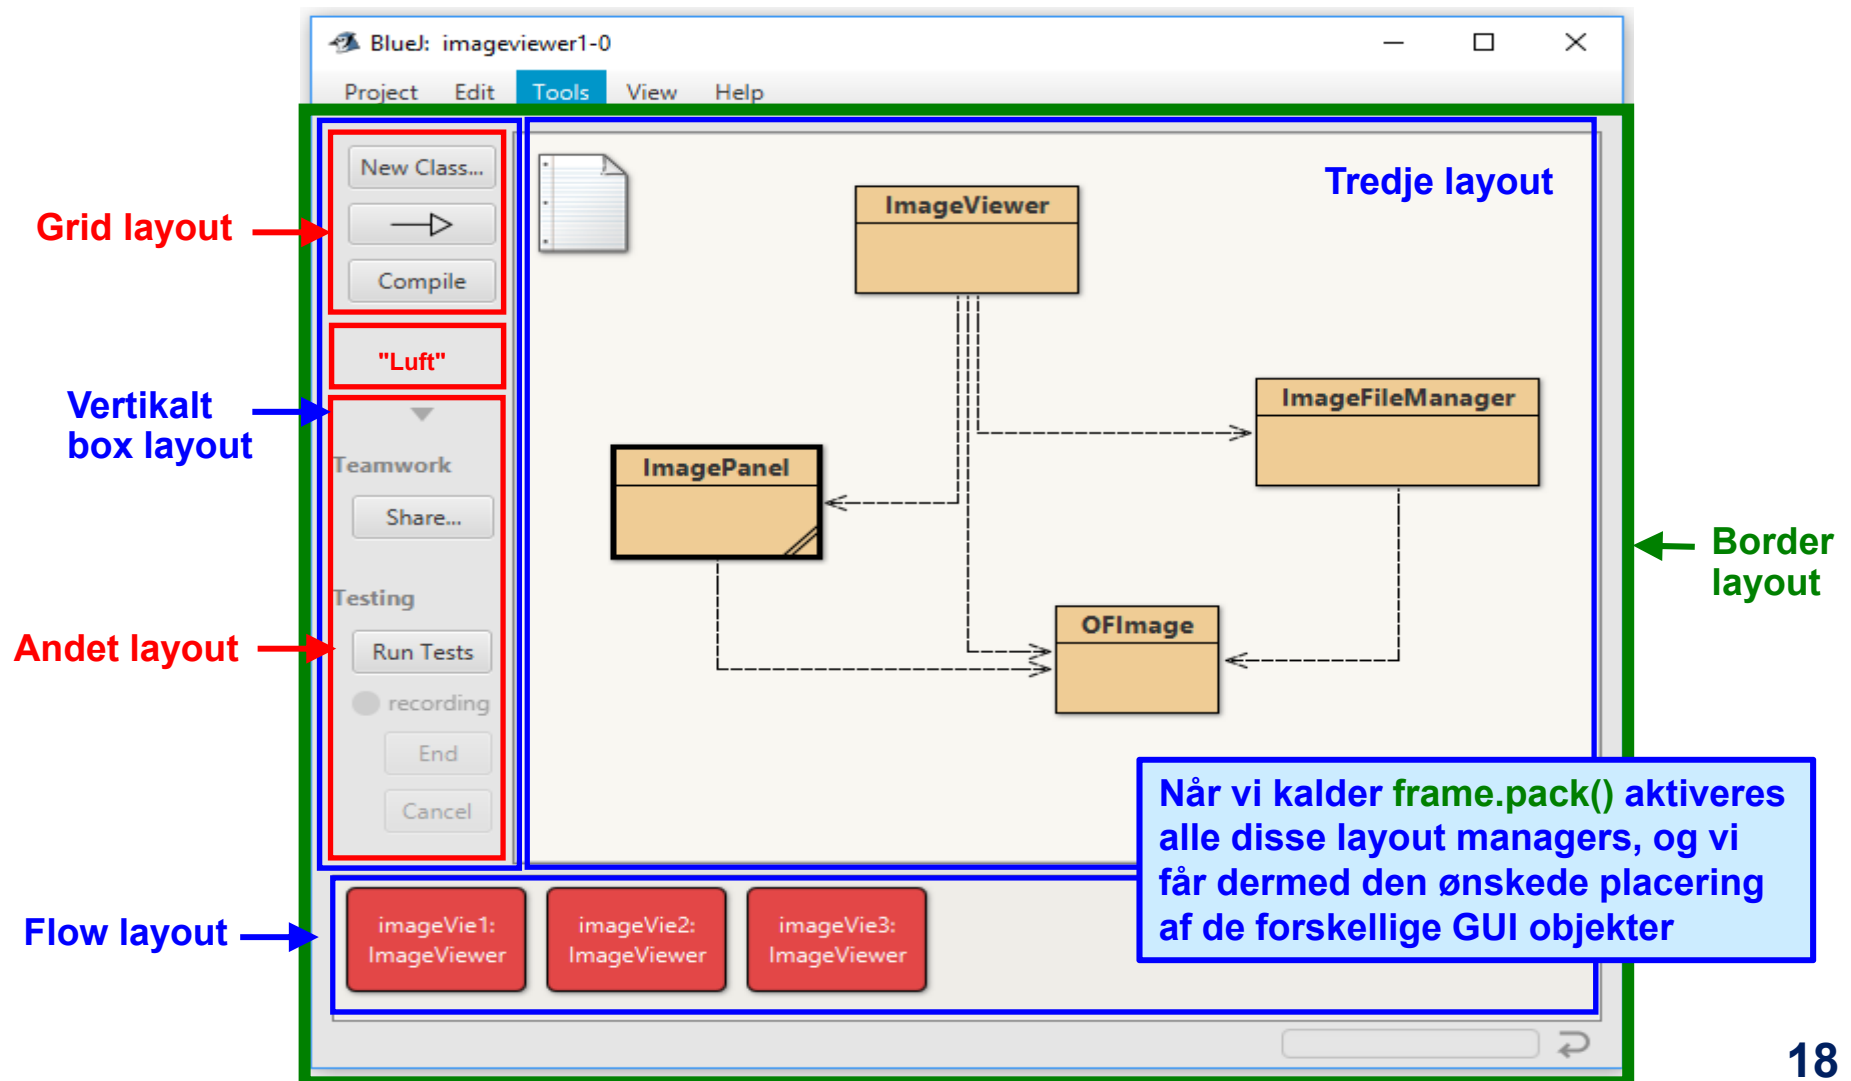 BlueJ: imageviewer1-0
Project Edit Tools View Help
New Class...
Compile
Grid layout
"Luft"
Vertikalt
box layout
Teamwork
Share...
Testing
Andet layout
Run Tests
recording
End
Cancel
Tredje layout
ImageViewer
ImageFileManager
ImagePanel
OFImage
Border
layout
Når vi kalder frame.pack() aktiveres
alle disse layout managers, og vi
får dermed den ønskede placering
af de forskellige GUI objekter
Flow layout
imageVie1:
ImageViewer
imageVie2:
ImageViewer
imageVie3:
ImageViewer
18